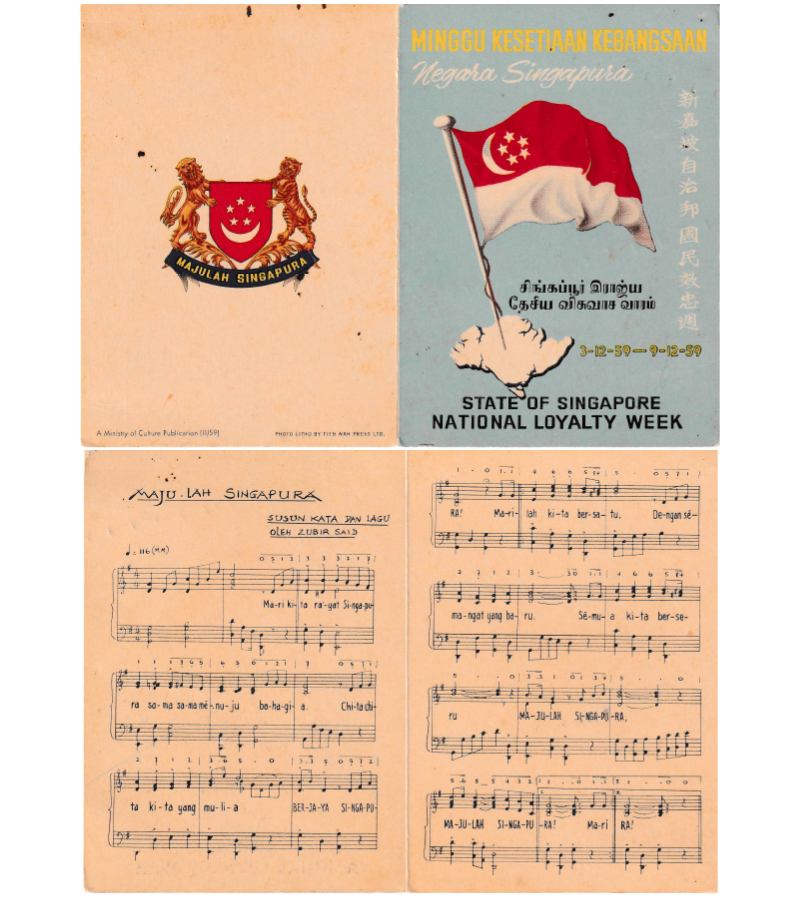 MAJULAH SINGAPURA
A Ministry of Culture Publication (11/59)
PHOTO LITHO BY TIEN WAH PRESS LTD.
MINGGU KESETIAAN KEBANGSAAN
Negara Singapura
新嘉坡自治邦國民效忠週
சிங்கப்பூர் இராஜ்ய
தேசிய விசுவாச வாரம்
3-12-59 — 9-12-59
STATE OF SINGAPORE
NATIONAL LOYALTY WEEK
MAJU-LAH SINGAPURA
SUSUN KATA DAN LAGU
OLEH ZUBIR SAID
♩ = 116 (M.M)
Ma-ri ki-ta ra'-yat Si-nga-pu-
ra sa-ma sa-ma mĕ-nu-ju ba-ha-gi-a. Chi-ta chi-
ta ki-ta yang mu-li-a BER-JA-YA SI-NGA-PU-
RA! Ma-ri-lah ki-ta ber-sa-tu. De-ngan sĕ-
ma-ngat yang ba-ru. Sĕ-mu-a ki-ta ber-se-
ru MA-JU-LAH SI-NGA-PU-RA,
MA-JU-LAH SI-NGA-PU-RA! Ma-ri RA!